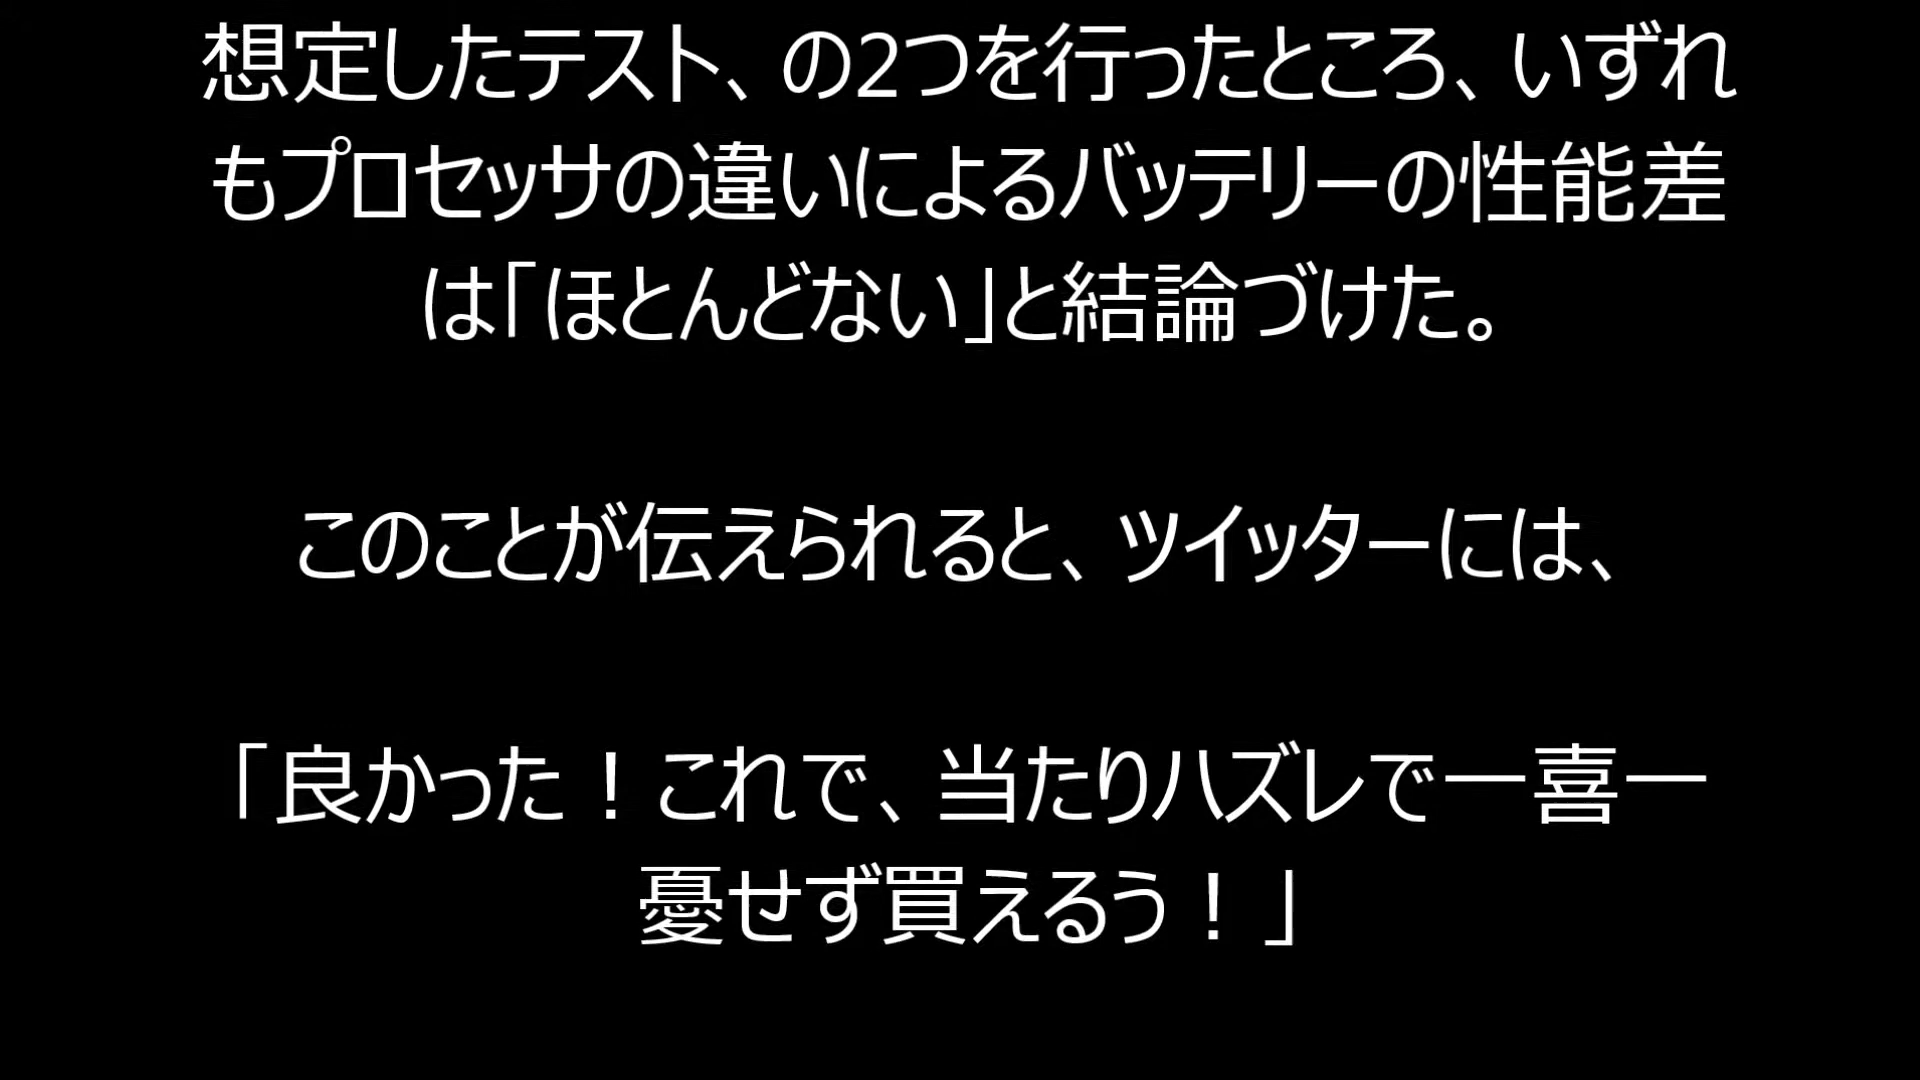 想定したテスト、の2つを行ったところ、いずれ
もプロセッサの違いによるバッテリーの性能差
は「ほとんどない」と結論づけた。
このことが伝えられると、ツイッターには、
「良かった！これで、当たりハズレで一喜一
憂せず買えるぅ！」